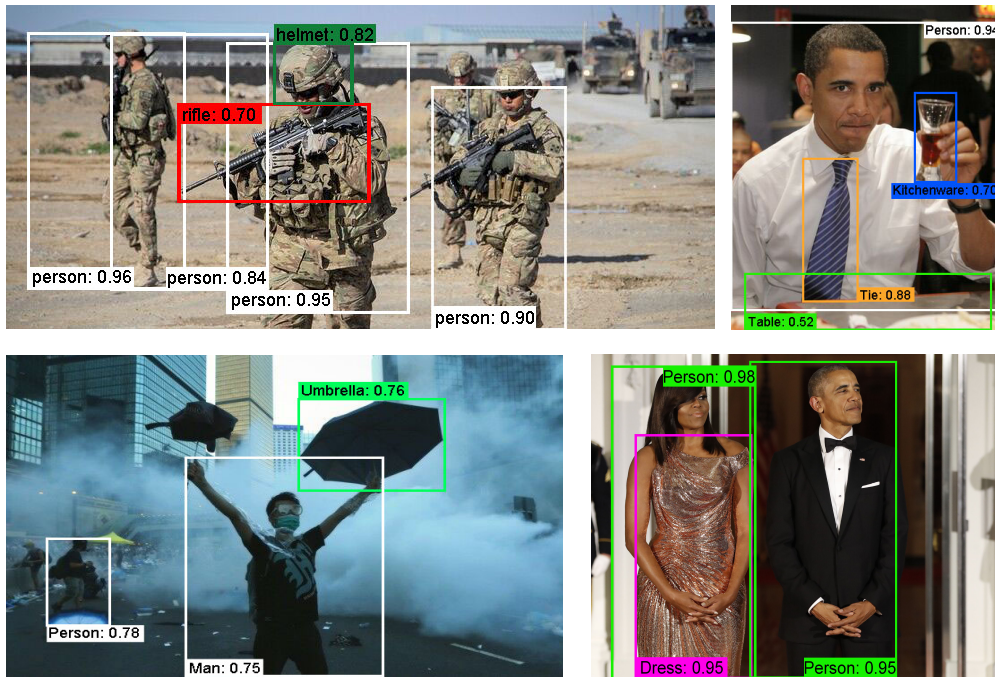 helmet: 0.82
rifle: 0.70
person: 0.96
person: 0.84
person: 0.95
person: 0.90
Person: 0.94
Kitchenware: 0.70
Tie: 0.88
Table: 0.52
Umbrella: 0.76
Person: 0.78
Man: 0.75
Person: 0.98
Dress: 0.95
Person: 0.95